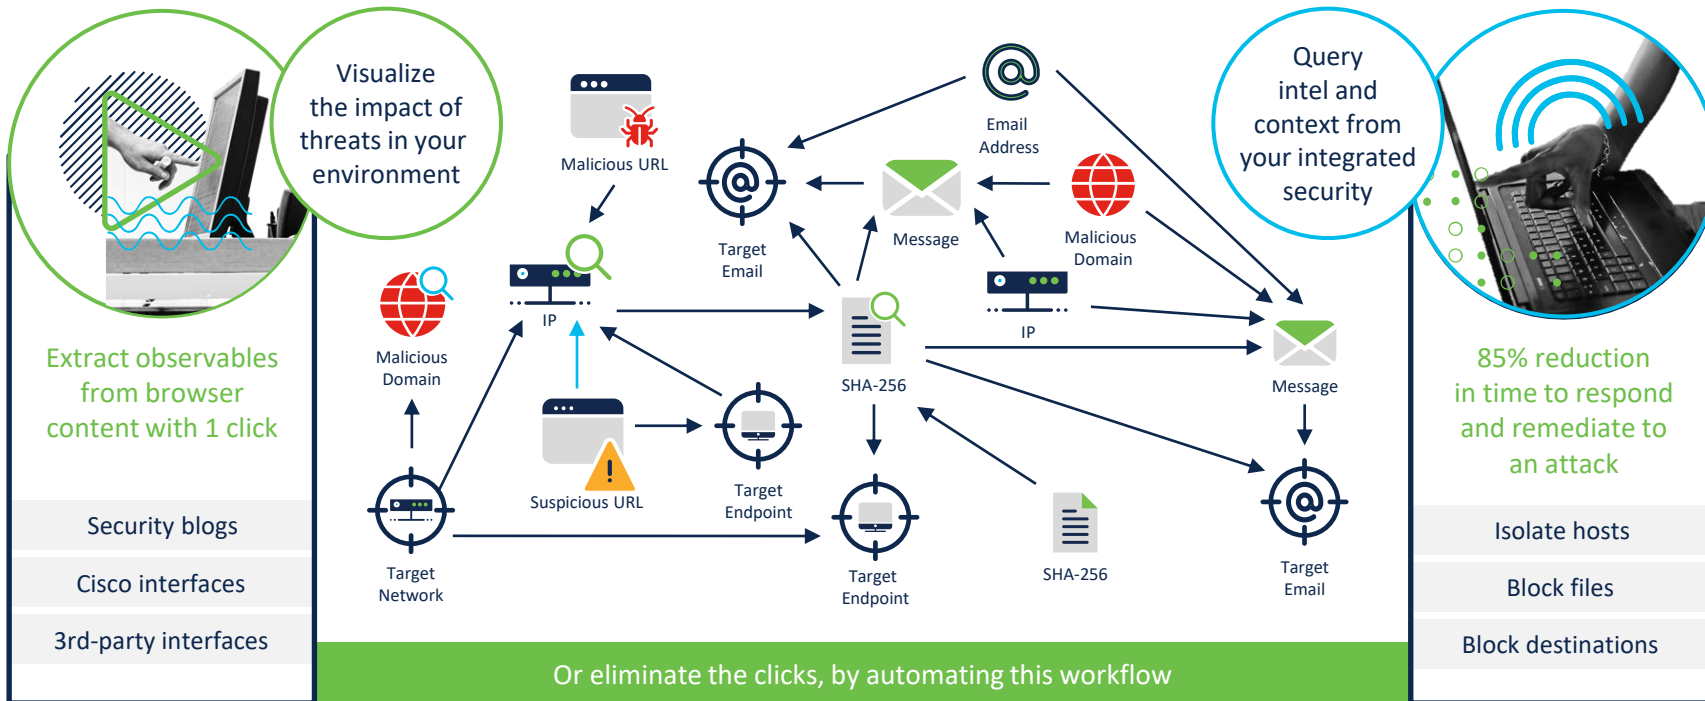 Visualize
the impact of
threats in your
environment
Extract observables
from browser
content with 1 click
Security blogs
Cisco interfaces
3rd-party interfaces
Malicious URL
Malicious
Domain
IP
Suspicious URL
Target
Network
Target
Endpoint
Target
Email
Message
Email
Address
Malicious
Domain
IP
SHA-256
Target
Endpoint
SHA-256
Message
Target
Email
Or eliminate the clicks, by automating this workflow
Query
intel and
context from
your integrated
security
85% reduction
in time to respond
and remediate to
an attack
Isolate hosts
Block files
Block destinations